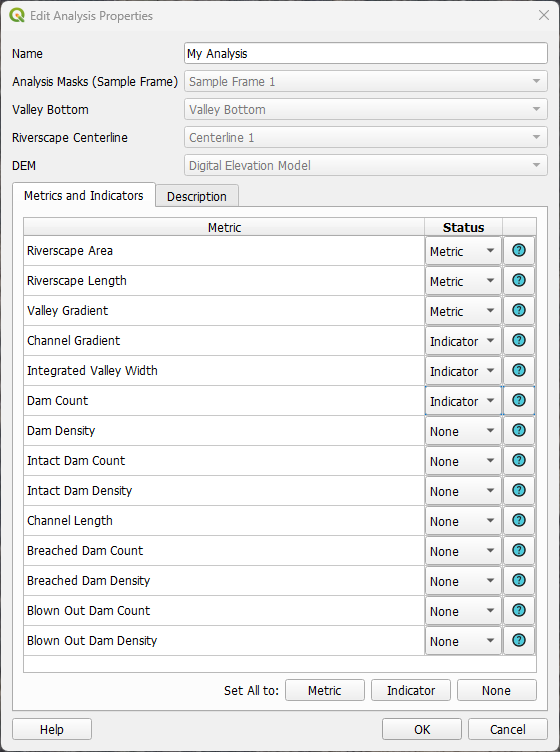 Edit Analysis Properties
Name My Analysis
Analysis Masks (Sample Frame) Sample Frame 1
Valley Bottom Valley Bottom
Riverscape Centerline Centerline 1
DEM Digital Elevation Model
Metrics and Indicators Description
Metric Status
Riverscape Area Metric ?
Riverscape Length Metric ?
Valley Gradient Metric ?
Channel Gradient Indicator ?
Integrated Valley Width Indicator ?
Dam Count Indicator ?
Dam Density None ?
Intact Dam Count None ?
Intact Dam Density None ?
Channel Length None ?
Breached Dam Count None ?
Breached Dam Density None ?
Blown Out Dam Count None ?
Blown Out Dam Density None ?
Set All to: Metric Indicator None
Help OK Cancel